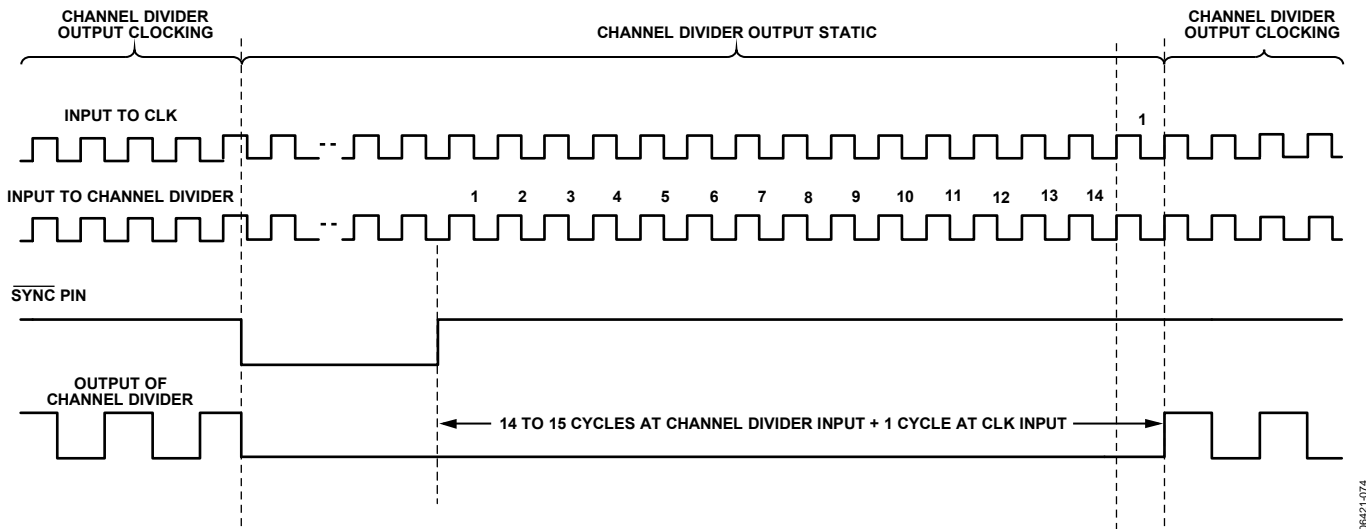 CHANNEL DIVIDER
OUTPUT CLOCKING
CHANNEL DIVIDER OUTPUT STATIC
CHANNEL DIVIDER
OUTPUT CLOCKING
INPUT TO CLK
1
INPUT TO CHANNEL DIVIDER
1 2 3 4 5 6 7 8 9 10 11 12 13 14
SYNC PIN
OUTPUT OF
CHANNEL DIVIDER
14 TO 15 CYCLES AT CHANNEL DIVIDER INPUT + 1 CYCLE AT CLK INPUT
06421-074